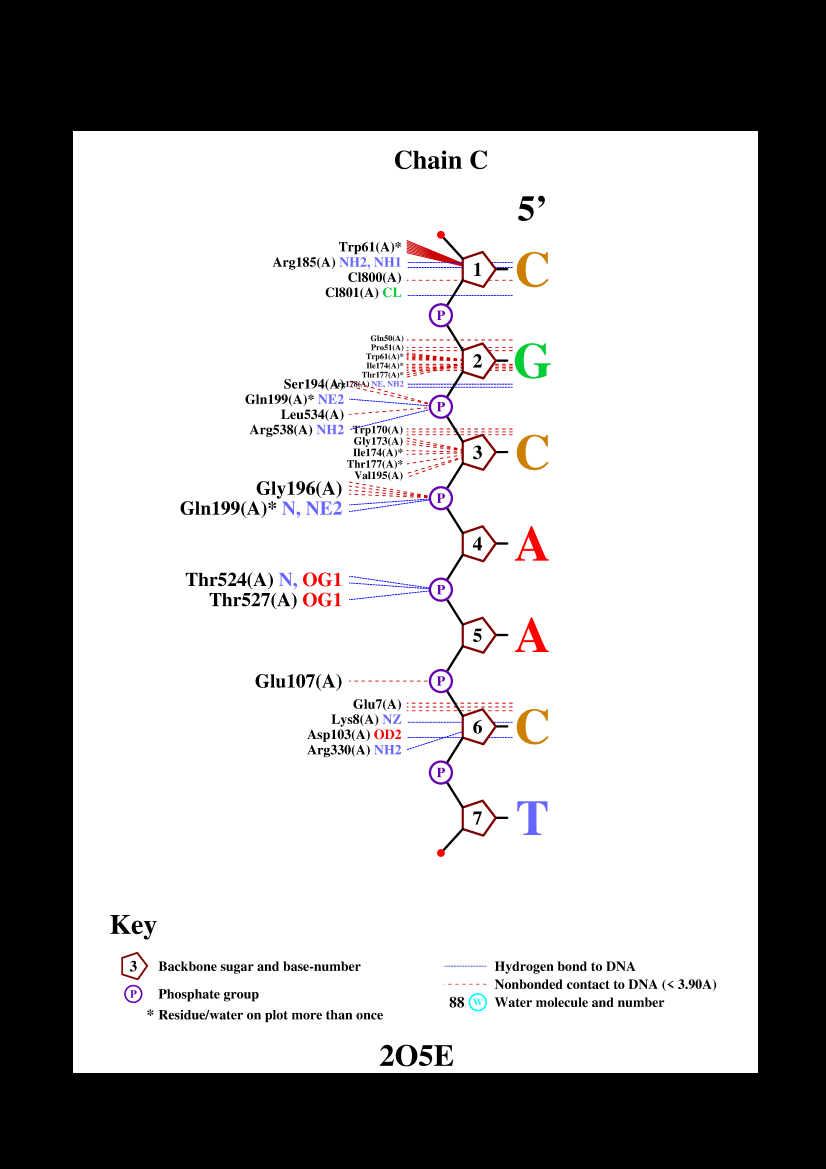 Chain C
5’
Trp61(A)*
Arg185(A) NH2, NH1
Cl800(A)
Cl801(A) CL
1 C
P
Gln50(A)
Pro51(A)
Trp61(A)*
Ile174(A)*
Thr177(A)*
2 G
NE, NH2
Ser194(A)
Gln199(A)* NE2
Leu534(A)
Arg538(A) NH2
P
Trp170(A)
Gly173(A)
Ile174(A)*
Thr177(A)*
Val195(A)
3 C
Gly196(A)
Gln199(A)* N, NE2
P
4 A
Thr524(A) N, OG1
Thr527(A) OG1
P
5 A
Glu107(A)
P
Glu7(A)
Lys8(A) NZ
Asp103(A) OD2
Arg330(A) NH2
6 C
P
7 T
Key
3 Backbone sugar and base-number
P Phosphate group
* Residue/water on plot more than once
Hydrogen bond to DNA
Nonbonded contact to DNA (< 3.90A)
88 W Water molecule and number
2O5E